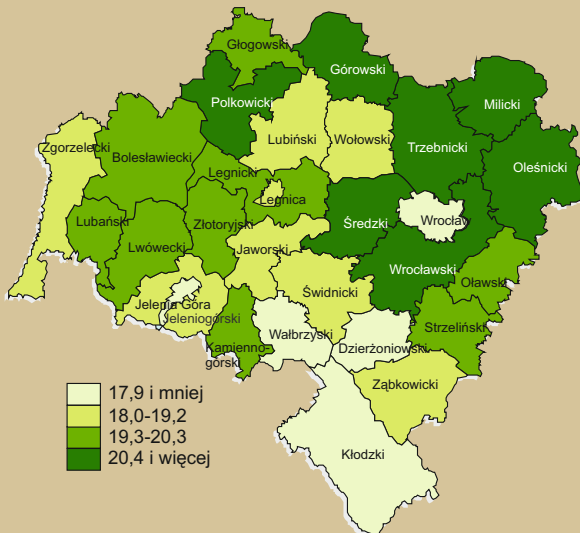 Głogowski
Górowski
Polkowicki
Milicki
Zgorzelecki
Lubiński
Wołowski
Trzebnicki
Bolesławiecki
Oleśnicki
Legnicki
Legnica
Lubański
Złotoryjski
Średzki
Wrocław
Lwówecki
Jaworski
Wrocławski
Oławski
Świdnicki
Jelenia Góra
Jeleniogórski
Strzeliński
Wałbrzyski
Kamienno-
górski
Dzierżoniowski
Ząbkowicki
Kłodzki
17,9 i mniej
18,0-19,2
19,3-20,3
20,4 i więcej